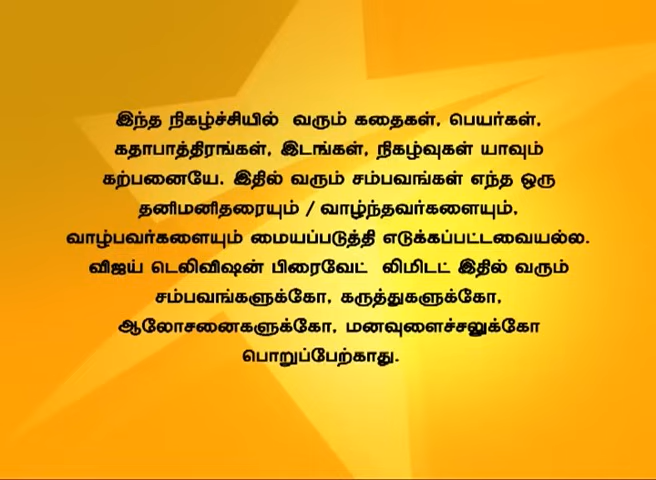 இந்த நிகழ்ச்சியில் வரும் கதைகள், பெயர்கள்,
கதாபாத்திரங்கள், இடங்கள், நிகழ்வுகள் யாவும்
கற்பனையே. இதில் வரும் சம்பவங்கள் எந்த ஒரு
தனிமனிதரையும் / வாழ்ந்தவர்களையும்,
வாழ்பவர்களையும் மையப்படுத்தி எடுக்கப்பட்டவையல்ல.
விஜய் டெலிவிஷன் பிரைவேட் லிமிடட் இதில் வரும்
சம்பவங்களுக்கோ, கருத்துகளுக்கோ,
ஆலோசனைகளுக்கோ, மனவுளைச்சலுக்கோ
பொறுப்பேற்காது.